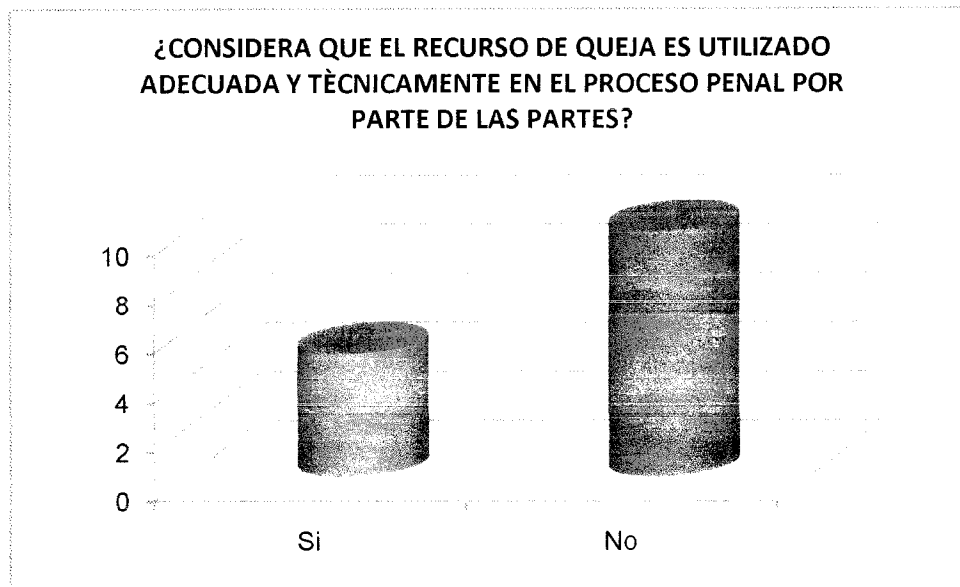 ¿CONSIDERA QUE EL RECURSO DE QUEJA ES UTILIZADO
ADECUADA Y TÈCNICAMENTE EN EL PROCESO PENAL POR
PARTE DE LAS PARTES?
10
8
6
4
2
0
Si
No